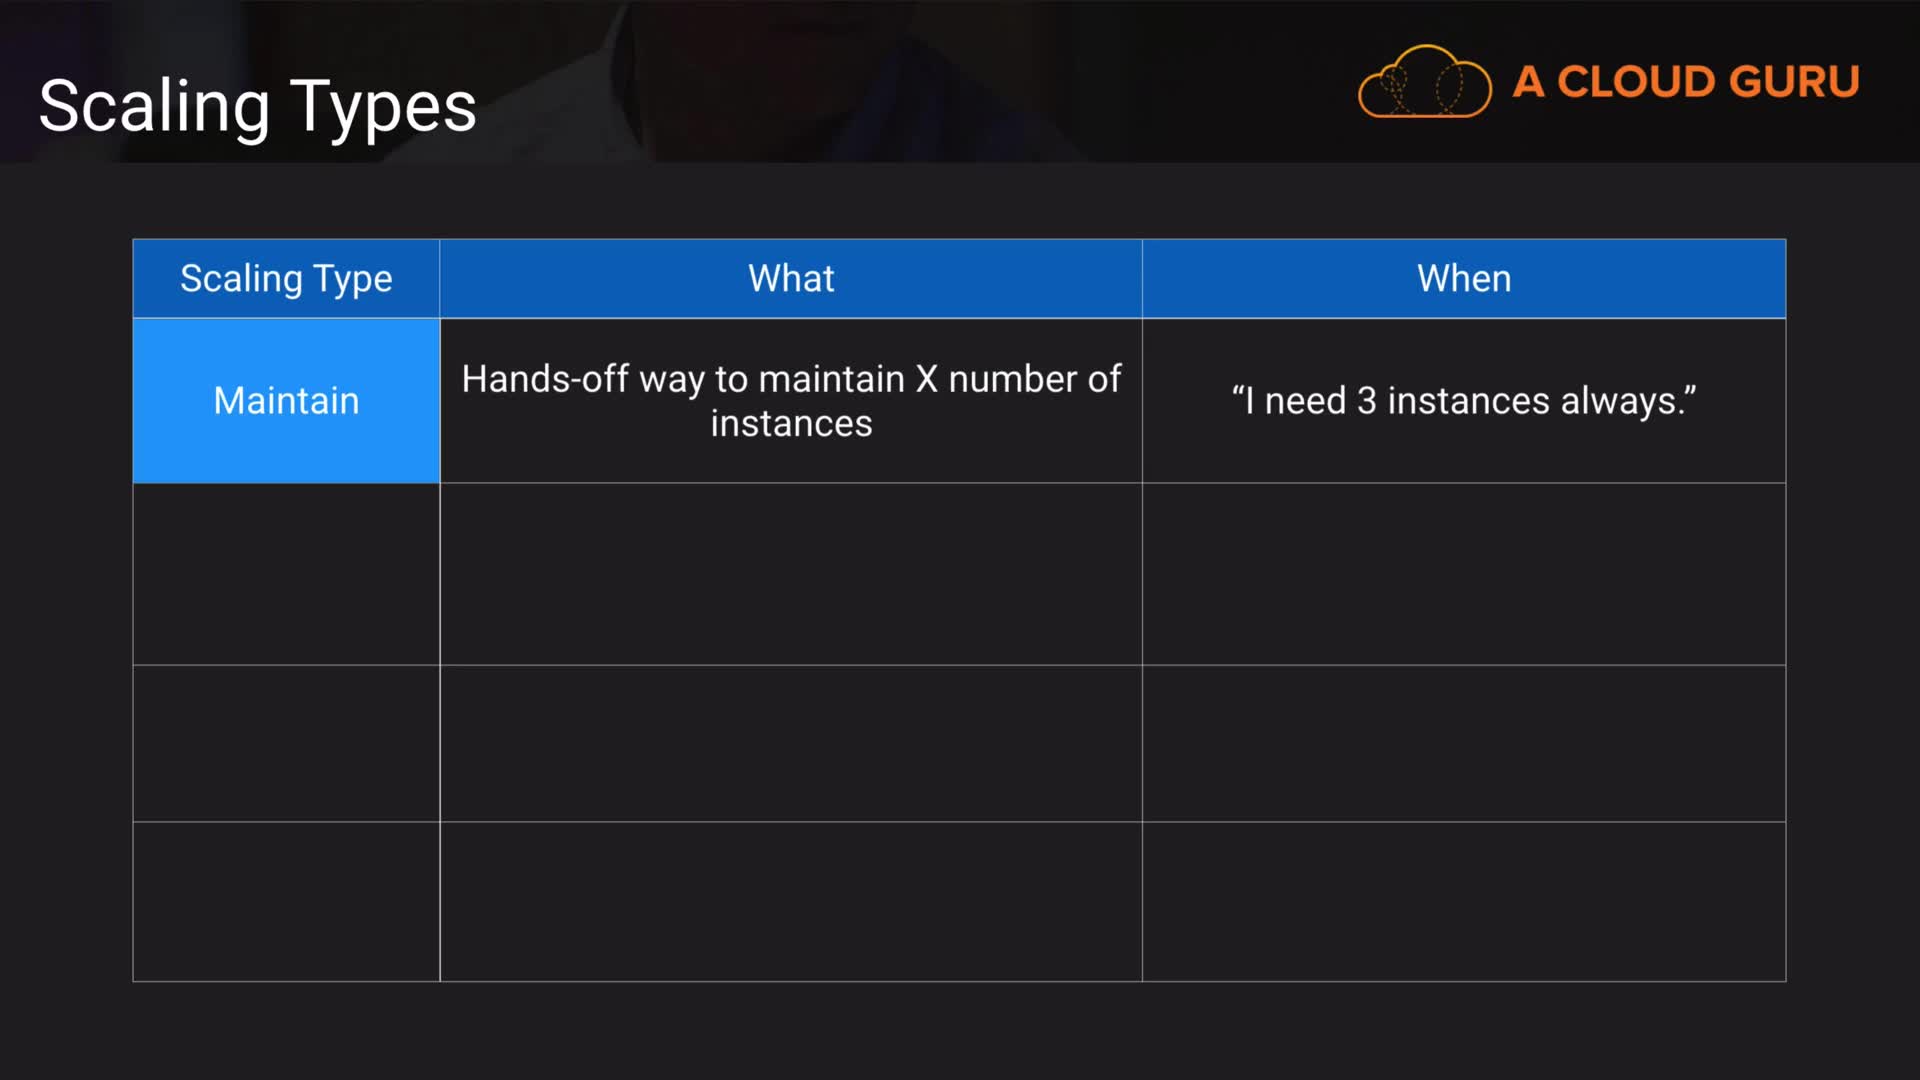 Scaling Types
A CLOUD GURU
Scaling Type
What
When
Maintain
Hands-off way to maintain X number of
instances
“I need 3 instances always.”